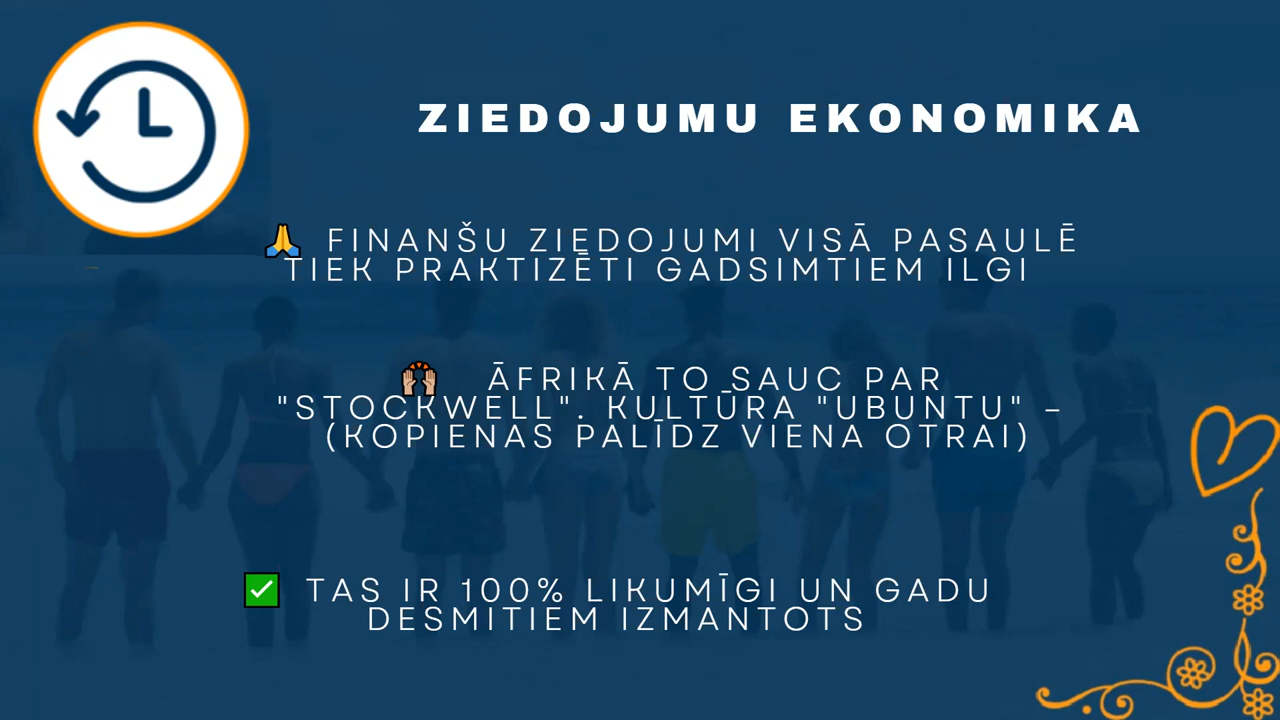 ZIEDOJUMU EKONOMIKA
🙏 FINANŠU ZIEDOJUMI VISĀ PASAULĒ
TIEK PRAKTIZĒTI GADSIMTIEM ILGI
🙌🏼 ĀFRIKĀ TO SAUC PAR
"STOCKWELL". KULTŪRA "UBUNTU" -
(KOPIENAS PALĪDZ VIENA OTRAI)
✅ TAS IR 100% LIKUMĪGI UN GADU
DESMITIEM IZMANTOTS